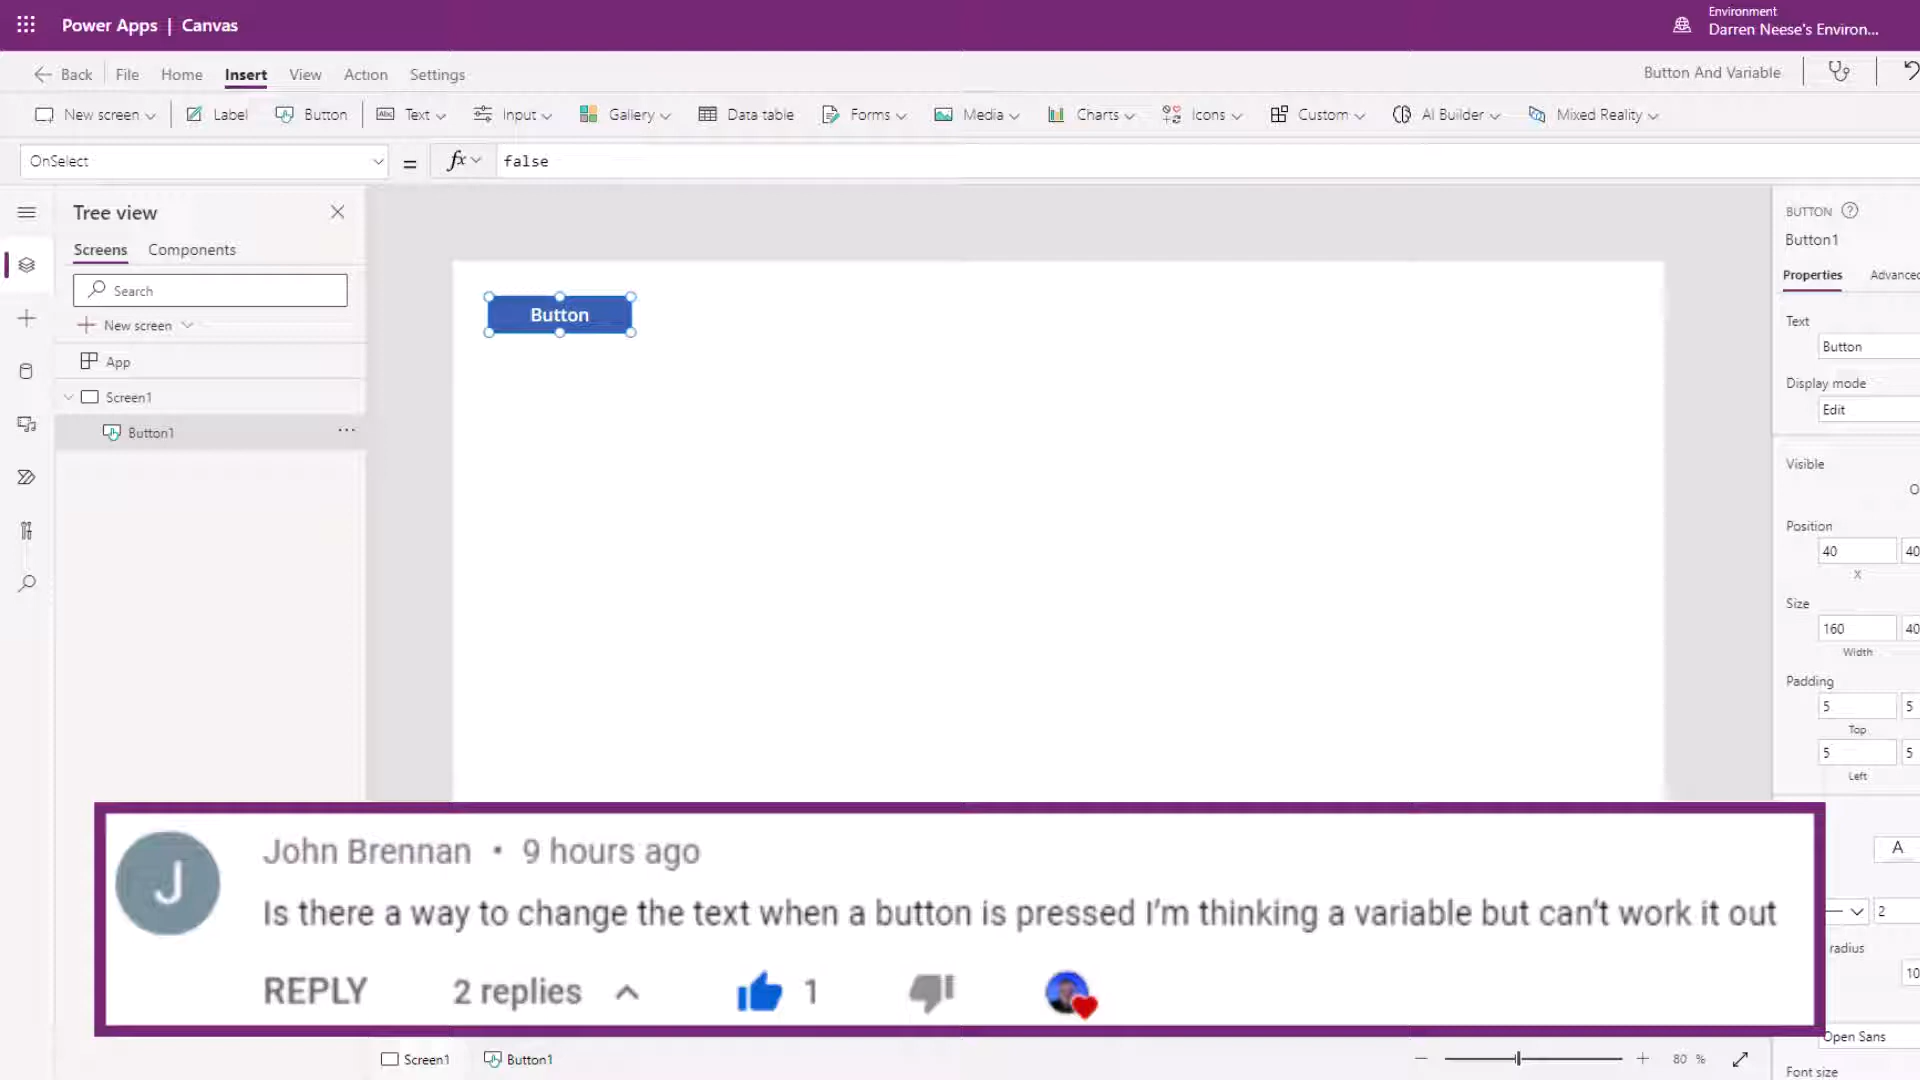 Power Apps | Canvas
Environment
Darren Neese's Environ...
Back File Home Insert View Action Settings
Button And Variable
New screen Label Button Text Input Gallery Data table Forms Media Charts Icons Custom AI Builder Mixed Reality
OnSelect = fx false
Tree view
Screens Components
Search
New screen
App
Screen1
Button1
Button
BUTTON
Button1
Properties Advanced
Text
Button
Display mode
Edit
Visible
O
Position
40 40
X
Size
160 40
Width
Padding
5 5
Top
5 5
Left
A
2
radius
10
Open Sans
Font size
John Brennan • 9 hours ago
Is there a way to change the text when a button is pressed I'm thinking a variable but can't work it out
REPLY 2 replies 1
J
Screen1 Button1
80 %